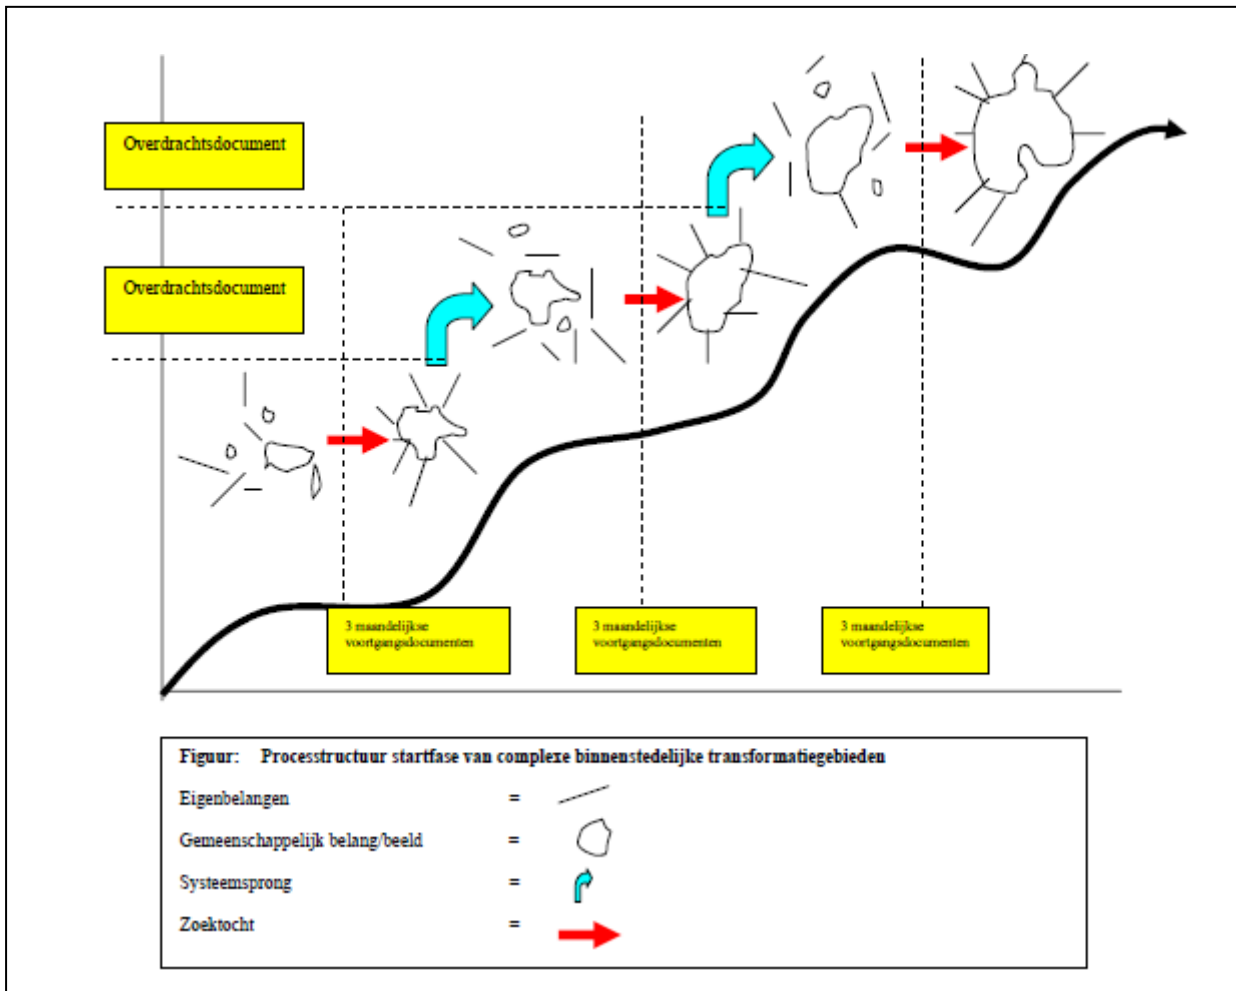 Overdrachtsdocument
Overdrachtsdocument
3 maandelijkse
voortgangsdocumenten
3 maandelijkse
voortgangsdocumenten
3 maandelijkse
voortgangsdocumenten
Figuur: Processtructuur startfase van complexe binnenstedelijke transformatiegebieden
Eigenbelangen =
Gemeenschappelijk belang/beeld =
Systeemsprong =
Zoektocht =